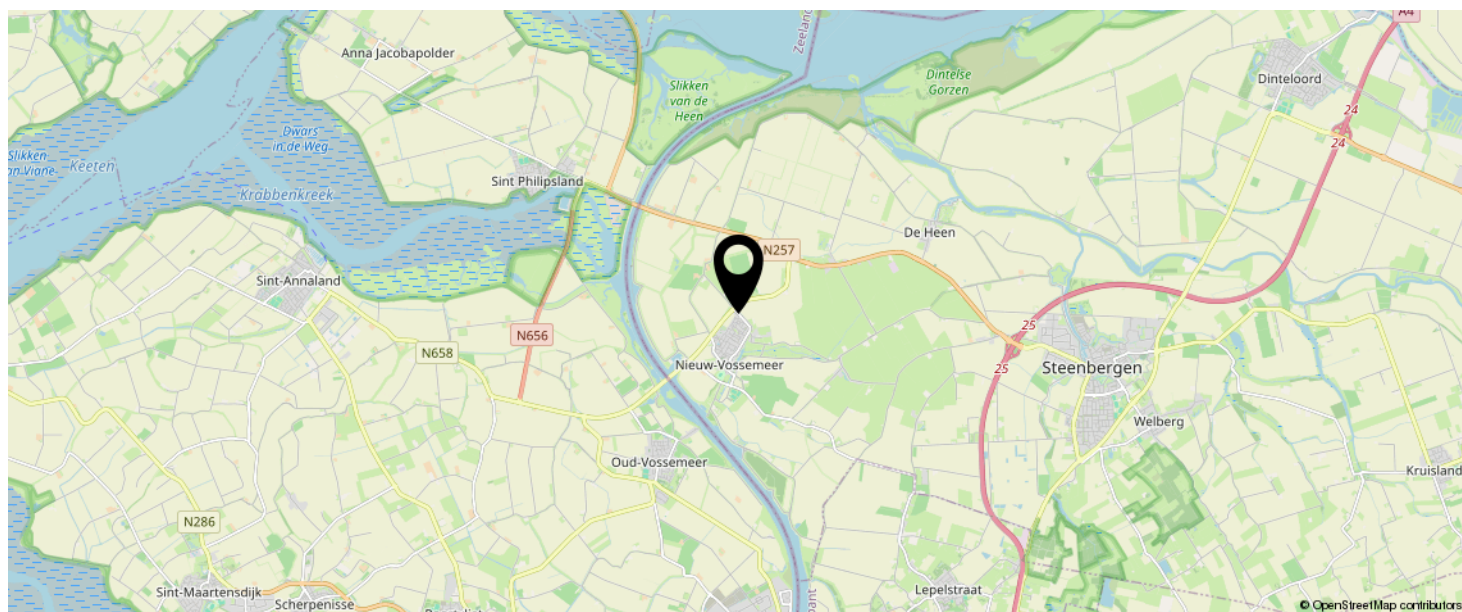 A4
Zeeland
Anna Jacobapolder
Dintelse
Gorzen
Dinteloord
Slikken
van de
Heen
24
24
Dwars
in de Weg
Slikken
van Viane
Keeten
Krabbenkreek
Sint Philipsland
De Heen
N257
Sint-Annaland
N656
25
25
N658
Nieuw-Vossemeer
Steenbergen
Welberg
Oud-Vossemeer
Kruisland
N286
Sint-Maartensdijk
Scherpenisse
Lepelstraat
© OpenStreetMap contributors